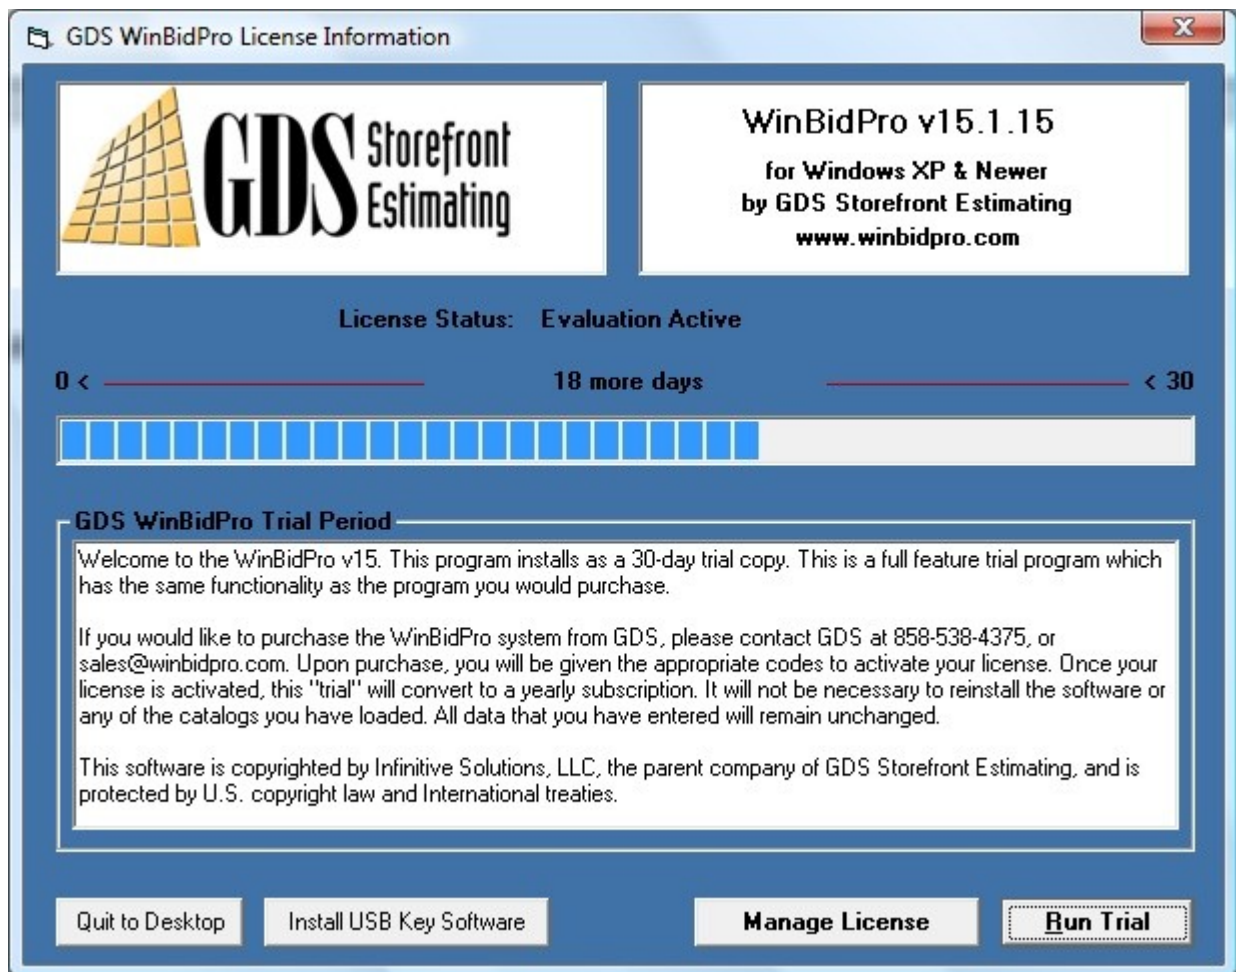 GDS WinBidPro License Information
GDS Storefront
Estimating
WinBidPro v15.1.15
for Windows XP & Newer
by GDS Storefront Estimating
www.winbidpro.com
License Status: Evaluation Active
0 < 18 more days < 30
GDS WinBidPro Trial Period
Welcome to the WinBidPro v15. This program installs as a 30-day trial copy. This is a full feature trial program which
has the same functionality as the program you would purchase.
If you would like to purchase the WinBidPro system from GDS, please contact GDS at 858-538-4375, or
sales@winbidpro.com. Upon purchase, you will be given the appropriate codes to activate your license. Once your
license is activated, this "trial" will convert to a yearly subscription. It will not be necessary to reinstall the software or
any of the catalogs you have loaded. All data that you have entered will remain unchanged.
This software is copyrighted by Infinitive Solutions, LLC, the parent company of GDS Storefront Estimating, and is
protected by U.S. copyright law and International treaties.
Quit to Desktop Install USB Key Software Manage License Run Trial